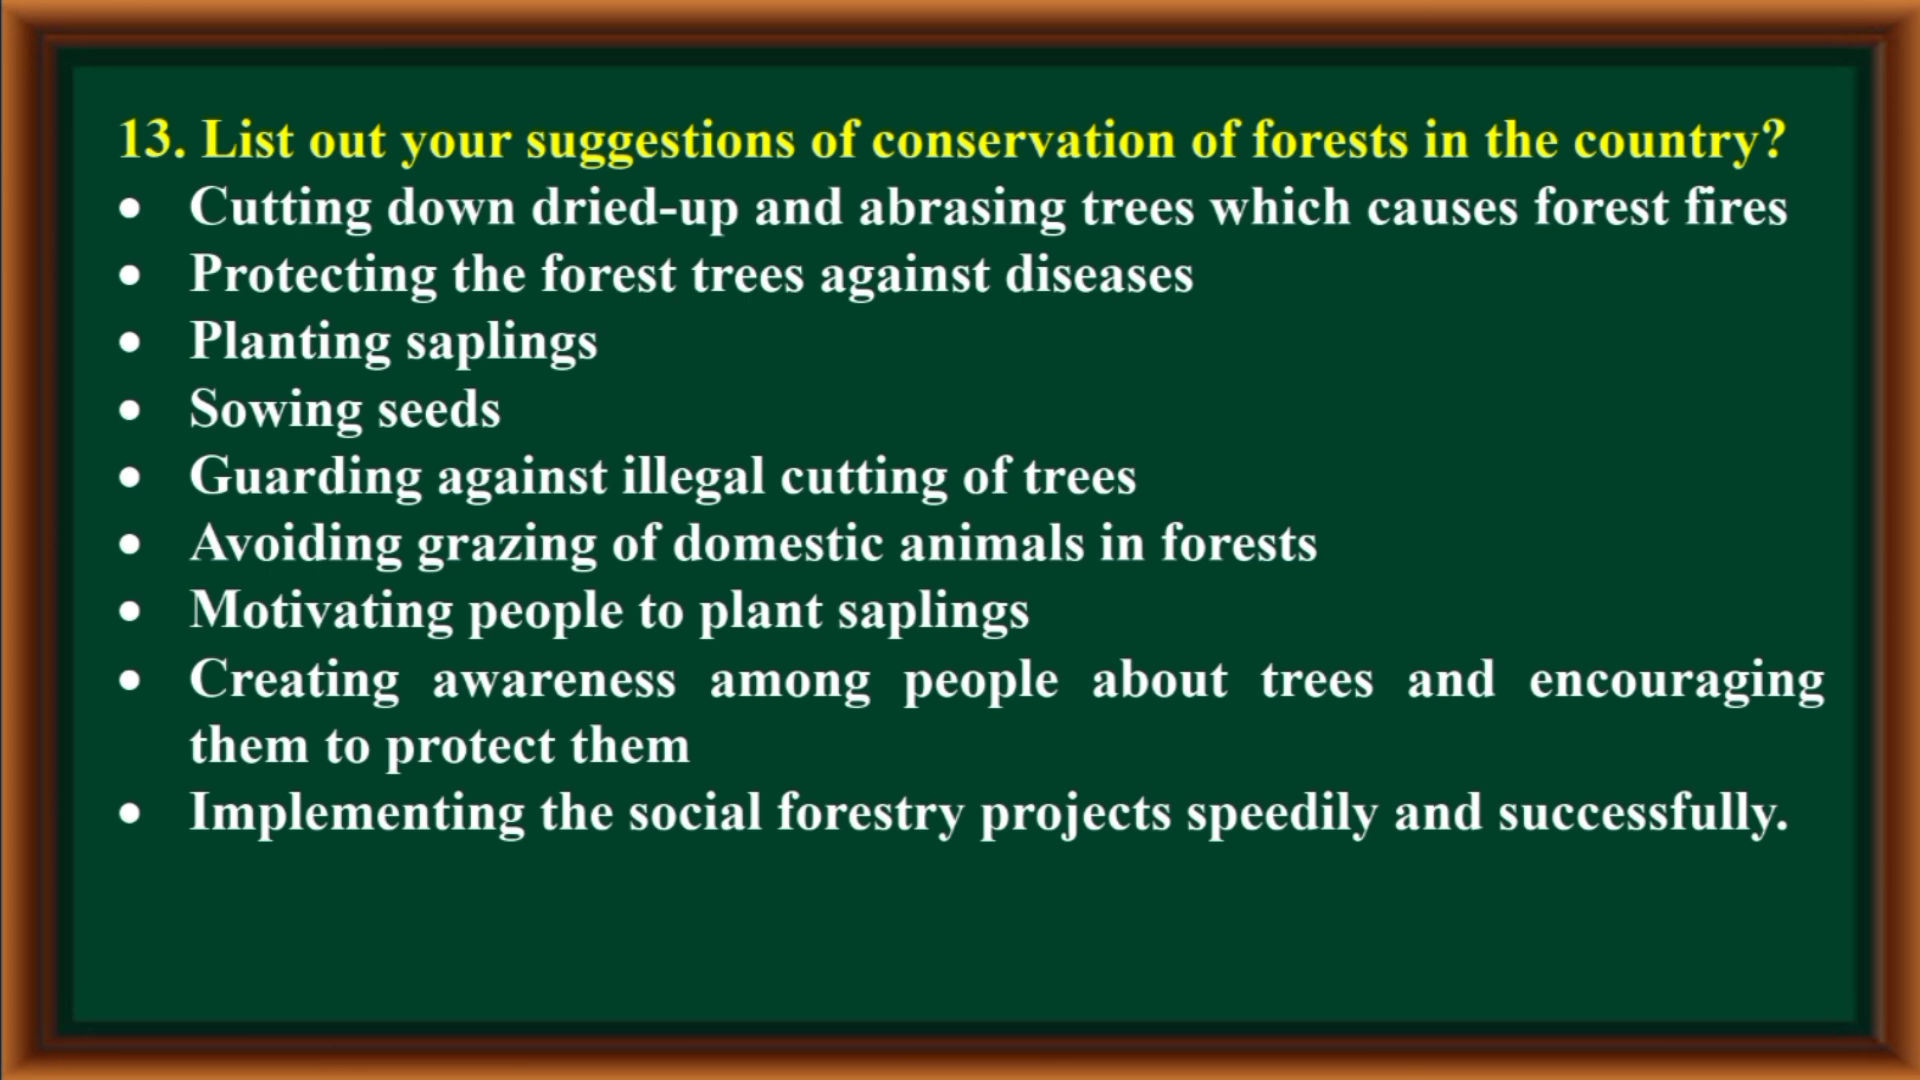 13. List out your suggestions of conservation of forests in the country?
• Cutting down dried-up and abrasing trees which causes forest fires
• Protecting the forest trees against diseases
• Planting saplings
• Sowing seeds
• Guarding against illegal cutting of trees
• Avoiding grazing of domestic animals in forests
• Motivating people to plant saplings
• Creating awareness among people about trees and encouraging
them to protect them
• Implementing the social forestry projects speedily and successfully.